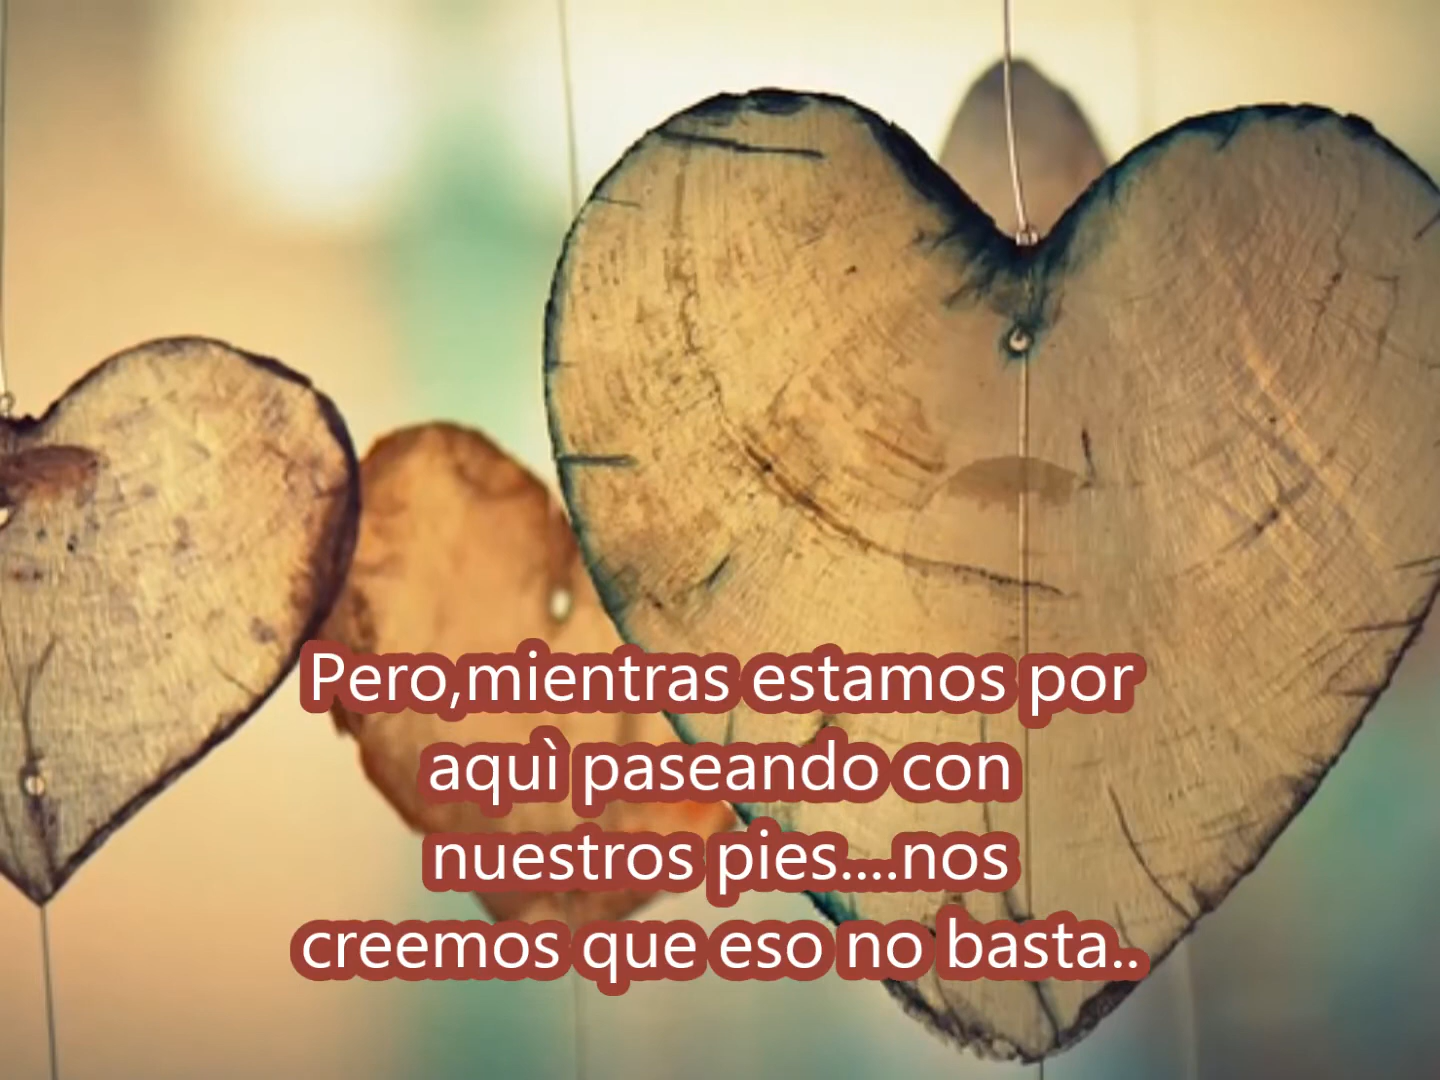 Pero,mientras estamos por
aquì paseando con
nuestros pies....nos
creemos que eso no basta..